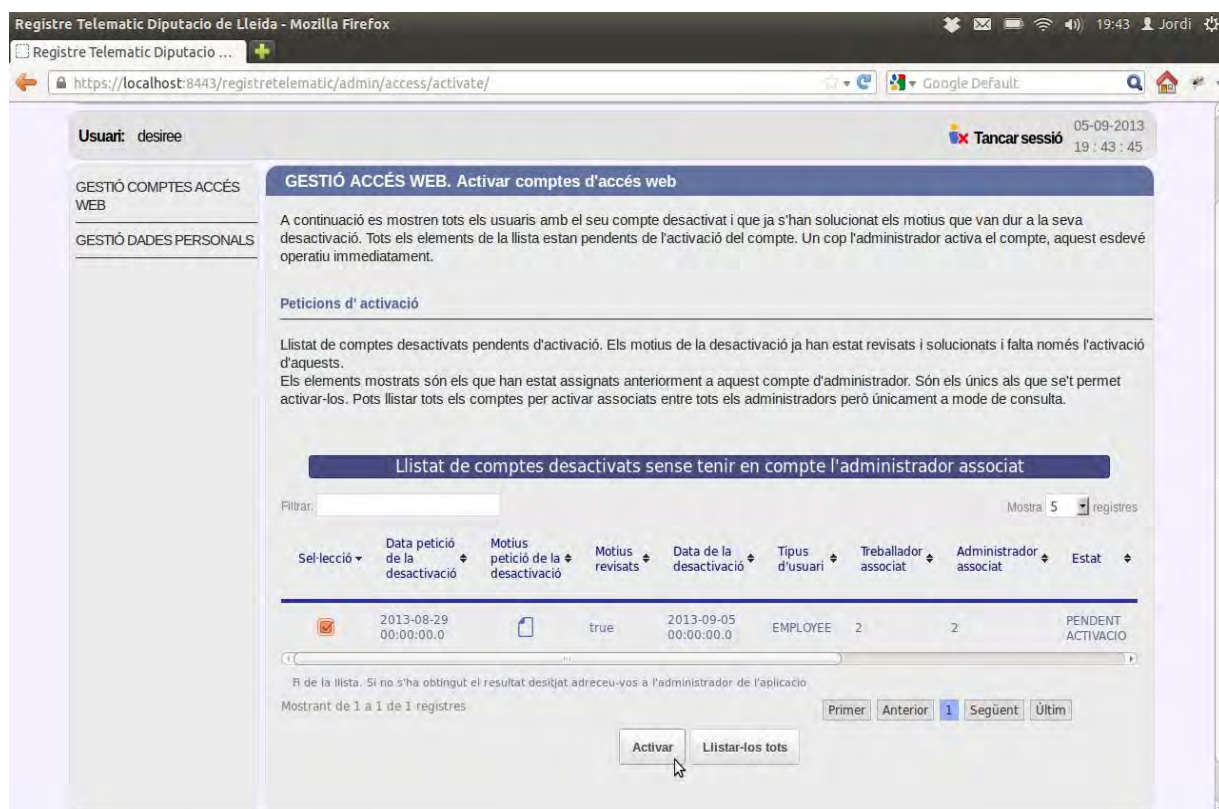 Registre Telematic Diputacio de Lleida - Mozilla Firefox
19:43 Jordi
Registre Telematic Diputacio ...
https://localhost:8443/registretelematic/admin/access/activate/
Google Default
Usuari: desiree
Tancar sessió
05-09-2013
19 : 43 : 45
GESTIÓ COMPTES ACCÉS
WEB
GESTIÓ DADES PERSONALS
GESTIÓ ACCÉS WEB. Activar comptes d'accés web
A continuació es mostren tots els usuaris amb el seu compte desactivat i que ja s'han solucionat els motius que van dur a la seva
desactivació. Tots els elements de la llista estan pendents de l'activació del compte. Un cop l'administrador activa el compte, aquest esdevé
operatiu immediatament.
Peticions d' activació
Llistat de comptes desactivats pendents d'activació. Els motius de la desactivació ja han estat revisats i solucionats i falta només l'activació
d'aquests.
Els elements mostrats són els que han estat assignats anteriorment a aquest compte d'administrador. Són els únics als que se't permet
activar-los. Pots llistar tots els comptes per activar associats entre tots els administradors però únicament a mode de consulta.
Llistat de comptes desactivats sense tenir en compte l'administrador associat
Filtrar:
Mostra 5 registres
Sel·lecció
Data petició
de la
desactivació
Motius
petició de la
desactivació
Motius
revisats
Data de la
desactivació
Tipus
d'usuari
Treballador
associat
Administrador
associat
Estat
2013-08-29
00:00:00.0
true
2013-09-05
00:00:00.0
EMPLOYEE
2
2
PENDENT
ACTIVACIO
Fi de la llista. Si no s'ha obtingut el resultat desitjat adreceu-vos a l'administrador de l'aplicacio
Mostrant de 1 a 1 de 1 registres
Primer Anterior 1 Següent Últim
Activar
Llistar-los tots